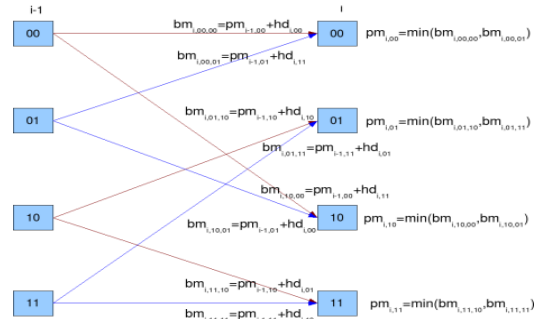 i-1
i
00
bm_{i,00,00}=pm_{i-1,00}+hd_{i,00}
00
pm_{i,00}=min(bm_{i,00,00},bm_{i,00,01})
bm_{i,00,01}=pm_{i-1,01}+hd_{i,11}
01
bm_{i,01,10}=pm_{i-1,10}+hd_{i,10}
01
pm_{i,01}=min(bm_{i,01,10},bm_{i,01,11})
bm_{i,01,11}=pm_{i-1,11}+hd_{i,01}
bm_{i,10,00}=pm_{i-1,00}+hd_{i,11}
10
bm_{i,10,01}=pm_{i-1,01}+hd_{i,00}
10
pm_{i,10}=min(bm_{i,10,00},bm_{i,10,01})
bm_{i,11,10}=pm_{i-1,10}+hd_{i,01}
11
11
pm_{i,11}=min(bm_{i,11,10},bm_{i,11,11})